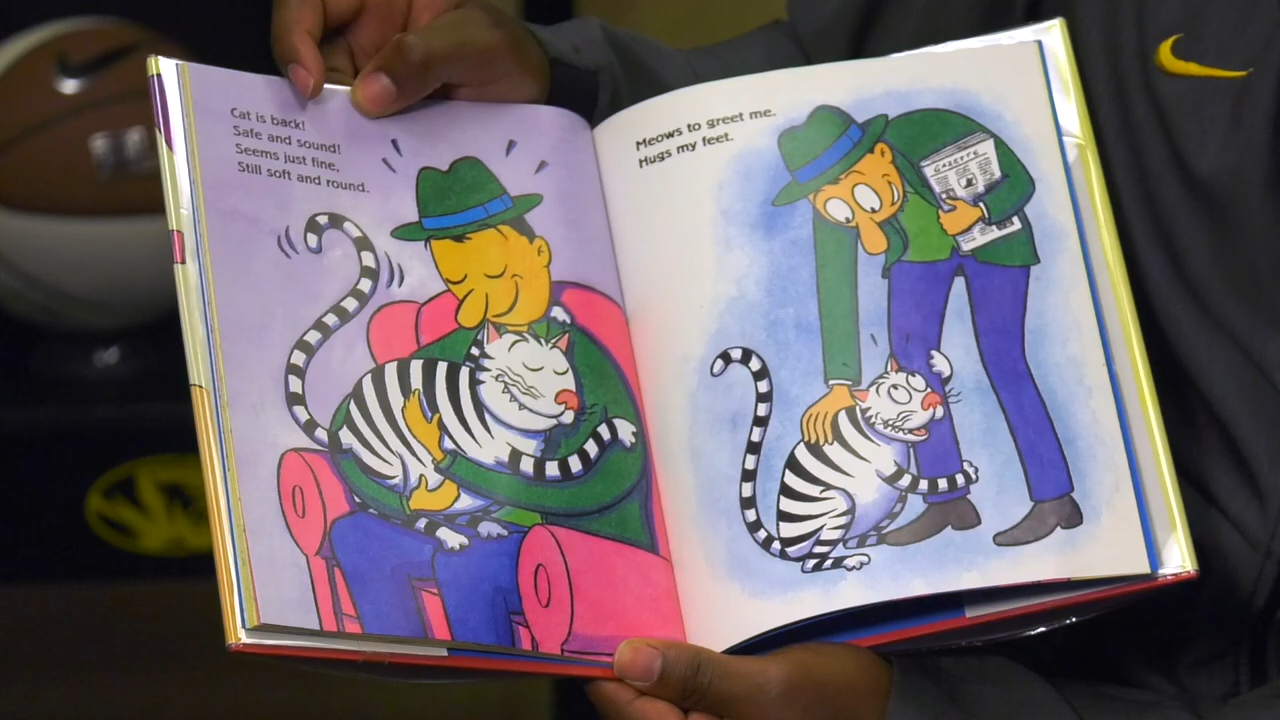 Cat is back!
Safe and sound!
Seems just fine,
Still soft and round.
Meows to greet me.
Hugs my feet.
GAZETTE